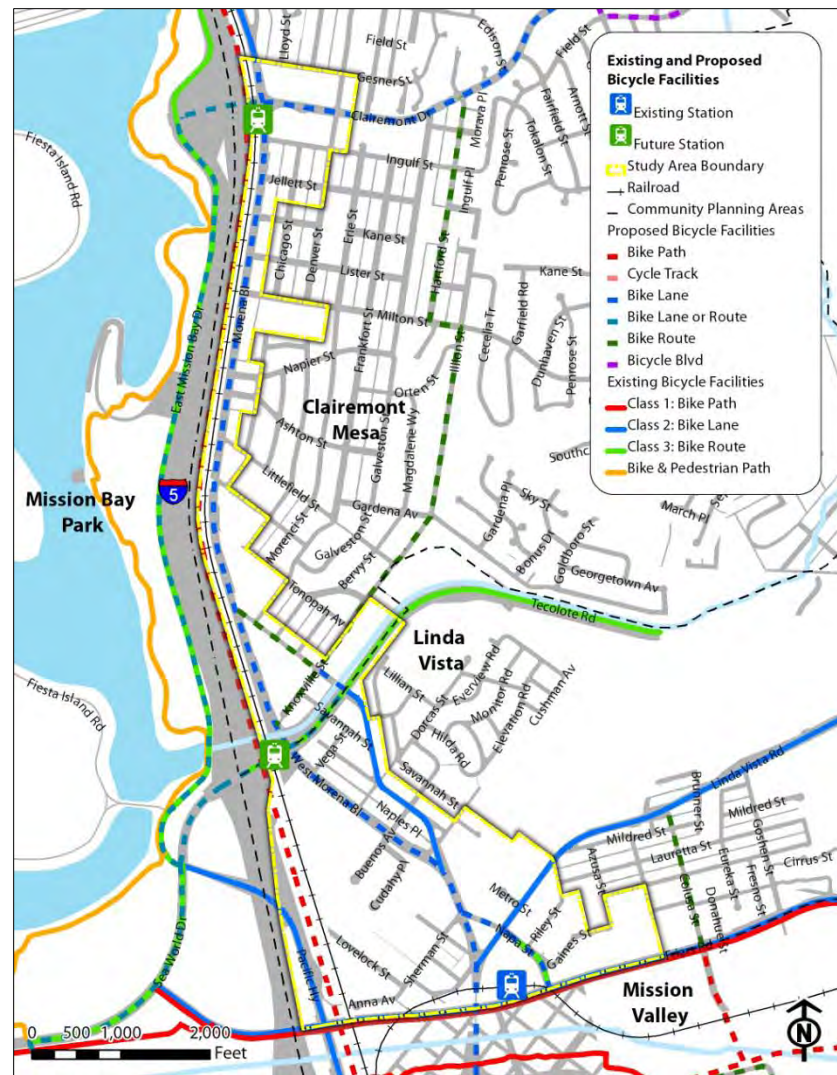 Existing and Proposed
Bicycle Facilities
Existing Station
Future Station
Study Area Boundary
Railroad
Community Planning Areas
Proposed Bicycle Facilities
Bike Path
Cycle Track
Bike Lane
Bike Lane or Route
Bike Route
Bicycle Blvd
Existing Bicycle Facilities
Class 1: Bike Path
Class 2: Bike Lane
Class 3: Bike Route
Bike & Pedestrian Path
Lloyd St
Field St
Edison St
Field St
Gesner St
Clairemont Dr
Morava Pl
Arnott St
Fairfield St
Tokalon St
Penrose St
Fiesta Island Rd
Ingulf St
Ingulf Pl
Jellett St
Chicago St
Denver St
Erie St
Kane St
Hartford St
Kane St
Lister St
Morena Bl
East Mission Bay Dr
Milton St
Frankfort St
Illion St
Cecelia Tr
Garfield Rd
Dunhaven St
Penrose St
Napier St
Orten St
Clairemont
Mesa
Galveston St
Magdalene Wy
Ashton St
Littlefield St
5
Mission Bay
Park
Morenci St
Gardena Av
Gardena Pl
Sky St
March Pl
Galveston St
Bervy St
Bonus Dr
Goldboro St
Georgetown Av
Tonopah Av
Tecolote Rd
Linda
Vista
Knoxville St
Lillian St
Everview Rd
Monitor Rd
Elevation Rd
Cushman Av
Dorcas St
Hilda Rd
Fiesta Island Rd
Savannah St
Vega St
West Morena Bl
Savannah St
Linda Vista Rd
Naples Pl
Buenos Av
Cudahy Pl
Brunner St
Mildred St
Mildred St
Goshen St
Azusa St
Lauretta St
Cirrus St
Eureka St
Fresno St
Colusa St
Donahue St
Metro St
Napa St
Riley St
Gaines St
Friars Rd
Sea World Dr
Pacific Hy
Lovelock St
Sherman St
Anna Av
Mission
Valley
0 500 1,000 2,000
Feet
N